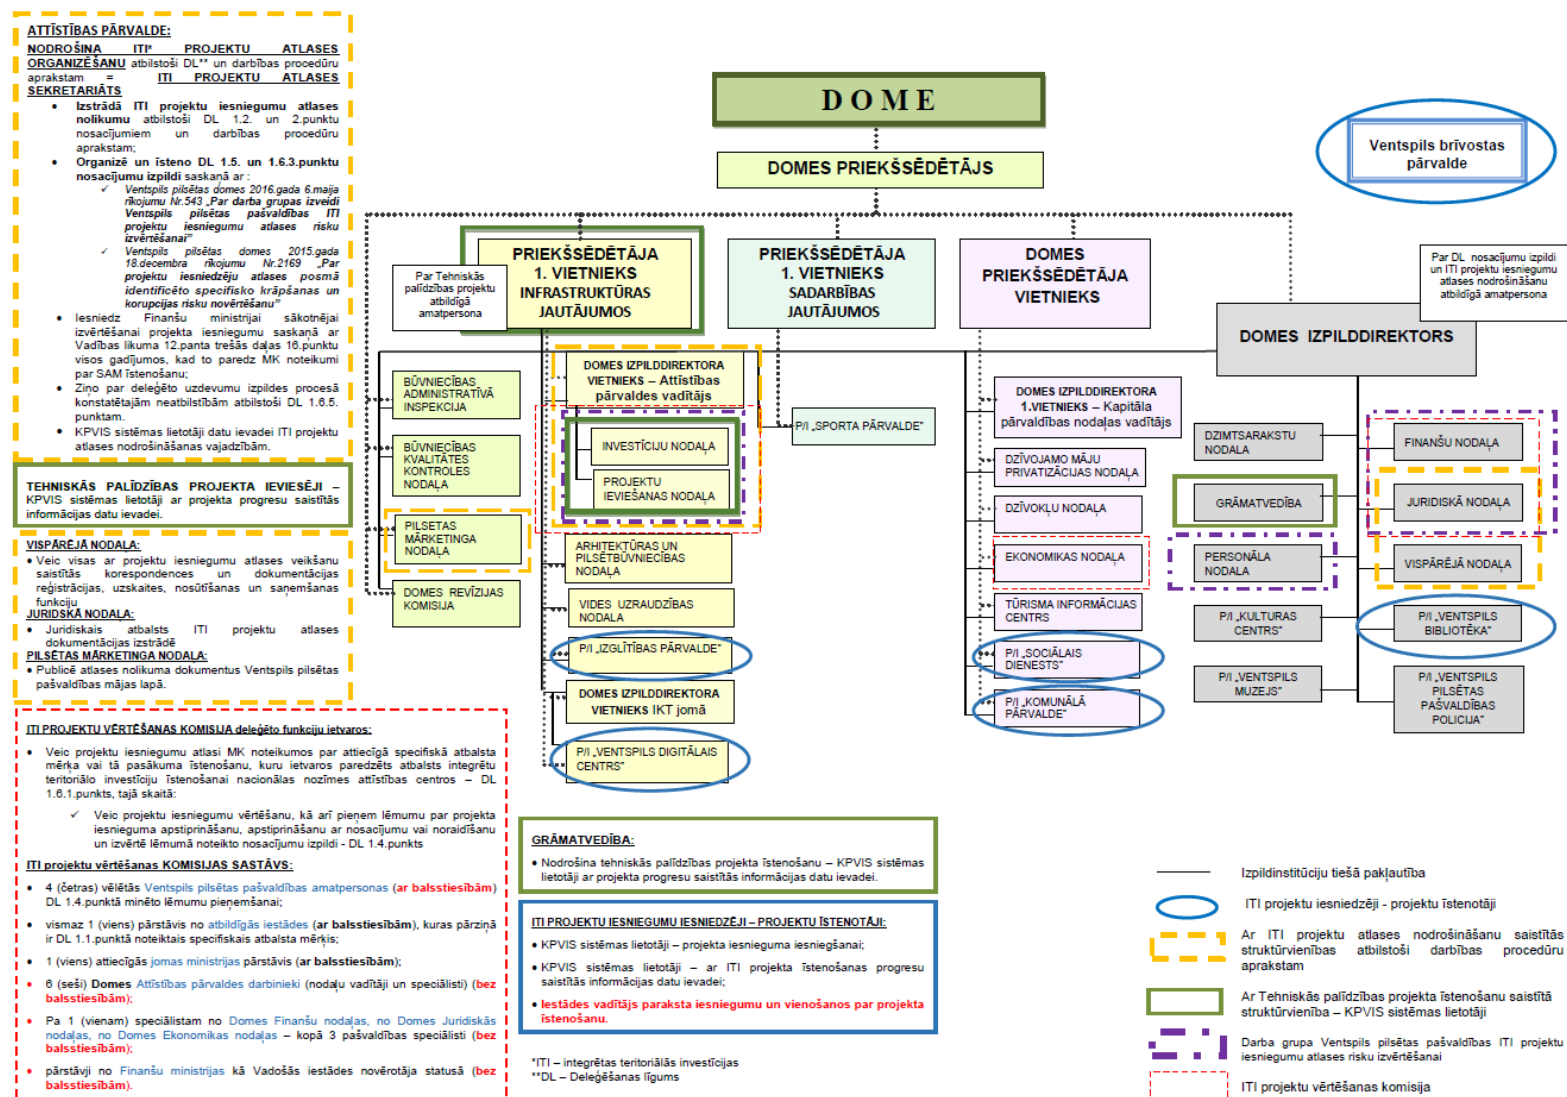 ATTĪSTĪBAS PĀRVALDE:
NODROŠINA ITI* PROJEKTU ATLASES
ORGANIZĒŠANU atbilstoši DL** un darbības procedūru
aprakstam = ITI PROJEKTU ATLASES
SEKRETARIĀTS
• Izstrādā ITI projektu iesniegumu atlases
nolikumu atbilstoši DL 1.2. un 2.punktu
nosacījumiem un darbības procedūru
aprakstam;
• Organizē un īsteno DL 1.5. un 1.6.3.punktu
nosacījumu izpildi saskaņā ar :
✓ Ventspils pilsētas domes 2016.gada 6.maija
rīkojumu Nr.543 „Par darba grupas izveidi
Ventspils pilsētas pašvaldības ITI
projektu iesniegumu atlases risku
izvērtēšanai”
✓ Ventspils pilsētas domes 2015.gada
18.decembra rīkojumu Nr.2169 „Par
projektu iesniedzēju atlases posmā
identificēto specifisko krāpšanas un
korupcijas risku novērtēšanu”
• Iesniedz Finanšu ministrijai sākotnējai
izvērtēšanai projekta iesniegumu saskaņā ar
Vadības likuma 12.panta trešās daļas 16.punktu
visos gadījumos, kad to paredz MK noteikumi
par SAM īstenošanu;
• Ziņo par deleģēto uzdevumu izpildes procesā
konstatētajām neatbilstībām atbilstoši DL 1.6.5.
punktam.
• KPVIS sistēmas lietotāji datu ievadei ITI projektu
atlases nodrošināšanas vajadzībām.
TEHNISKĀS PALĪDZĪBAS PROJEKTA IEVIESĒJI –
KPVIS sistēmas lietotāji ar projekta progresu saistītās
informācijas datu ievadei.
VISPĀRĒJĀ NODAĻA:
• Veic visas ar projektu iesniegumu atlases veikšanu
saistītās korespondences un dokumentācijas
reģistrācijas, uzskaites, nosūtīšanas un saņemšanas
funkciju
JURIDSKĀ NODAĻA:
• Juridiskais atbalsts ITI projektu atlases
dokumentācijas izstrādē
PILSĒTAS MĀRKETINGA NODAĻA:
• Publicē atlases nolikuma dokumentus Ventspils pilsētas
pašvaldības mājas lapā.
ITI PROJEKTU VĒRTĒŠANAS KOMISIJA deleģēto funkciju ietvaros:
• Veic projektu iesniegumu atlasi MK noteikumos par attiecīgā specifiskā atbalsta
mērķa vai tā pasākuma īstenošanu, kuru ietvaros paredzēts atbalsts integrētu
teritoriālo investīciju īstenošanai nacionālas nozīmes attīstības centros – DL
1.6.1.punkts, tajā skaitā:
✓ Veic projektu iesniegumu vērtēšanu, kā arī pieņem lēmumu par projekta
iesnieguma apstiprināšanu, apstiprināšanu ar nosacījumu vai noraidīšanu
un izvērtē lēmumā noteikto nosacījumu izpildi - DL 1.4.punkts
ITI projektu vērtēšanas KOMISIJAS SASTĀVS:
• 4 (četras) vēlētās Ventspils pilsētas pašvaldības amatpersonas (ar balsstiesībām)
DL 1.4.punktā minēto lēmumu pieņemšanai;
• vismaz 1 (viens) pārstāvis no atbildīgās iestādes (ar balsstiesībām), kuras pārziņā
ir DL 1.1.punktā noteiktais specifiskais atbalsta mērķis;
• 1 (viens) attiecīgās jomas ministrijas pārstāvis (ar balsstiesībām);
• 6 (seši) Domes Attīstības pārvaldes darbinieki (nodaļu vadītāji un speciālisti) (bez
balsstiesībām);
• Pa 1 (vienam) speciālistam no Domes Finanšu nodaļas, no Domes Juridiskās
nodaļas, no Domes Ekonomikas nodaļas – kopā 3 pašvaldības speciālisti (bez
balsstiesībām);
• pārstāvji no Finanšu ministrijas kā Vadošās iestādes novērotāja statusā (bez
balsstiesībām).
D O M E
DOMES PRIEKŠSĒDĒTĀJS
Ventspils brīvostas
pārvalde
PRIEKŠSĒDĒTĀJA
1. VIETNIEKS
INFRASTRUKTŪRAS
JAUTĀJUMOS
Par Tehniskās
palīdzības projektu
atbildīgā
amatpersona
PRIEKŠSĒDĒTĀJA
1. VIETNIEKS
SADARBĪBAS
JAUTĀJUMOS
DOMES
PRIEKŠSĒDĒTĀJA
VIETNIEKS
Par DL nosacījumu izpildi
un ITI projektu iesniegumu
atlases nodrošināšanu
atbildīgā amatpersona
DOMES IZPILDDIREKTORS
BŪVNIECĪBAS
ADMINISTRATĪVĀ
INSPEKCIJA
BŪVNIECĪBAS
KVALITĀTES
KONTROLES
NODAĻA
PILSETAS
MĀRKETINGA
NODAĻA
DOMES REVĪZIJAS
KOMISIJA
DOMES IZPILDDIREKTORA
VIETNIEKS – Attīstības
pārvaldes vadītājs
INVESTĪCIJU NODAĻA
PROJEKTU
IEVIEŠANAS NODAĻA
ARHITEKTŪRAS UN
PILSĒTBŪVNIECĪBAS
NODAĻA
VIDES UZRAUDZĪBAS
NODALA
P/I „IZGLĪTĪBAS PĀRVALDE”
DOMES IZPILDDIREKTORA
VIETNIEKS IKT jomā
P/I „VENTSPILS DIGITĀLAIS
CENTRS”
P/I „SPORTA PĀRVALDE”
DOMES IZPILDDIREKTORA
1.VIETNIEKS – Kapitāla
pārvaldības nodaļas vadītājs
DZĪVOJAMO MĀJU
PRIVATIZĀCIJAS NODAĻA
DZĪVOKĻU NODAĻA
EKONOMIKAS NODAĻA
TŪRISMA INFORMĀCIJAS
CENTRS
P/I „SOCIĀLAIS
DIENESTS”
P/I „KOMUNĀLĀ
PĀRVALDE”
DZIMTSARAKSTU
NODALA
GRĀMATVEDĪBA
PERSONĀLA
NODALA
P/I „KULTURAS
CENTRS”
P/I „VENTSPILS
MUZEJS”
FINANŠU NODAĻA
JURIDISKĀ NODAĻA
VISPĀRĒJĀ NODAĻA
P/I „VENTSPILS
BIBLIOTĒKA”
P/I „VENTSPILS
PILSĒTAS
PAŠVALDĪBAS
POLICIJA”
GRĀMATVEDĪBA:
• Nodrošina tehniskās palīdzības projekta īstenošanu – KPVIS sistēmas
lietotāji ar projekta progresu saistītās informācijas datu ievadei.
ITI PROJEKTU IESNIEGUMU IESNIEDZĒJI – PROJEKTU ĪSTENOTĀJI:
• KPVIS sistēmas lietotāji – projekta iesnieguma iesniegšanai;
• KPVIS sistēmas lietotāji – ar ITI projekta īstenošanas progresu
saistītās informācijas datu ievadei;
• Iestādes vadītājs paraksta iesniegumu un vienošanos par projekta
īstenošanu.
*ITI – integrētas teritoriālās investīcijas
**DL – Deleģēšanas līgums
Izpildinstitūciju tiešā pakļautība
ITI projektu iesniedzēji - projektu īstenotāji
Ar ITI projektu atlases nodrošināšanu saistītās
struktūrvienības atbilstoši darbības procedūru
aprakstam
Ar Tehniskās palīdzības projekta īstenošanu saistītā
struktūrvienība – KPVIS sistēmas lietotāji
Darba grupa Ventspils pilsētas pašvaldības ITI projektu
iesniegumu atlases risku izvērtēšanai
ITI projektu vērtēšanas komisija